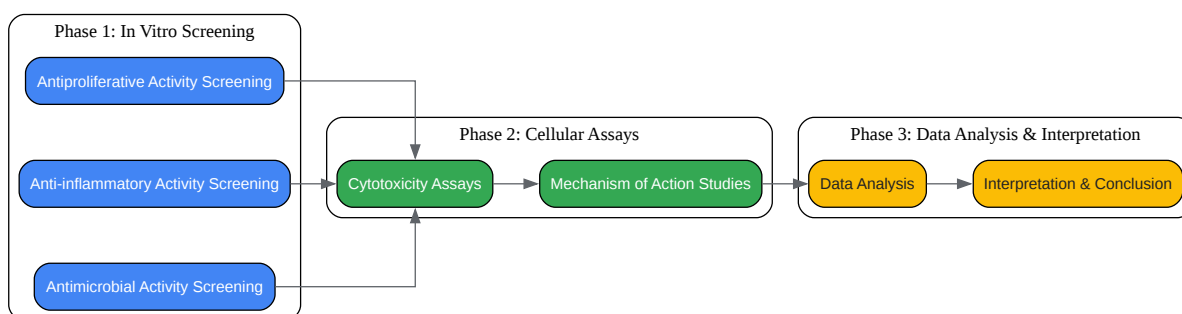 Phase 1: In Vitro Screening
Antiproliferative Activity Screening
Anti-inflammatory Activity Screening
Antimicrobial Activity Screening
Phase 2: Cellular Assays
Cytotoxicity Assays
Mechanism of Action Studies
Phase 3: Data Analysis & Interpretation
Data Analysis
Interpretation & Conclusion